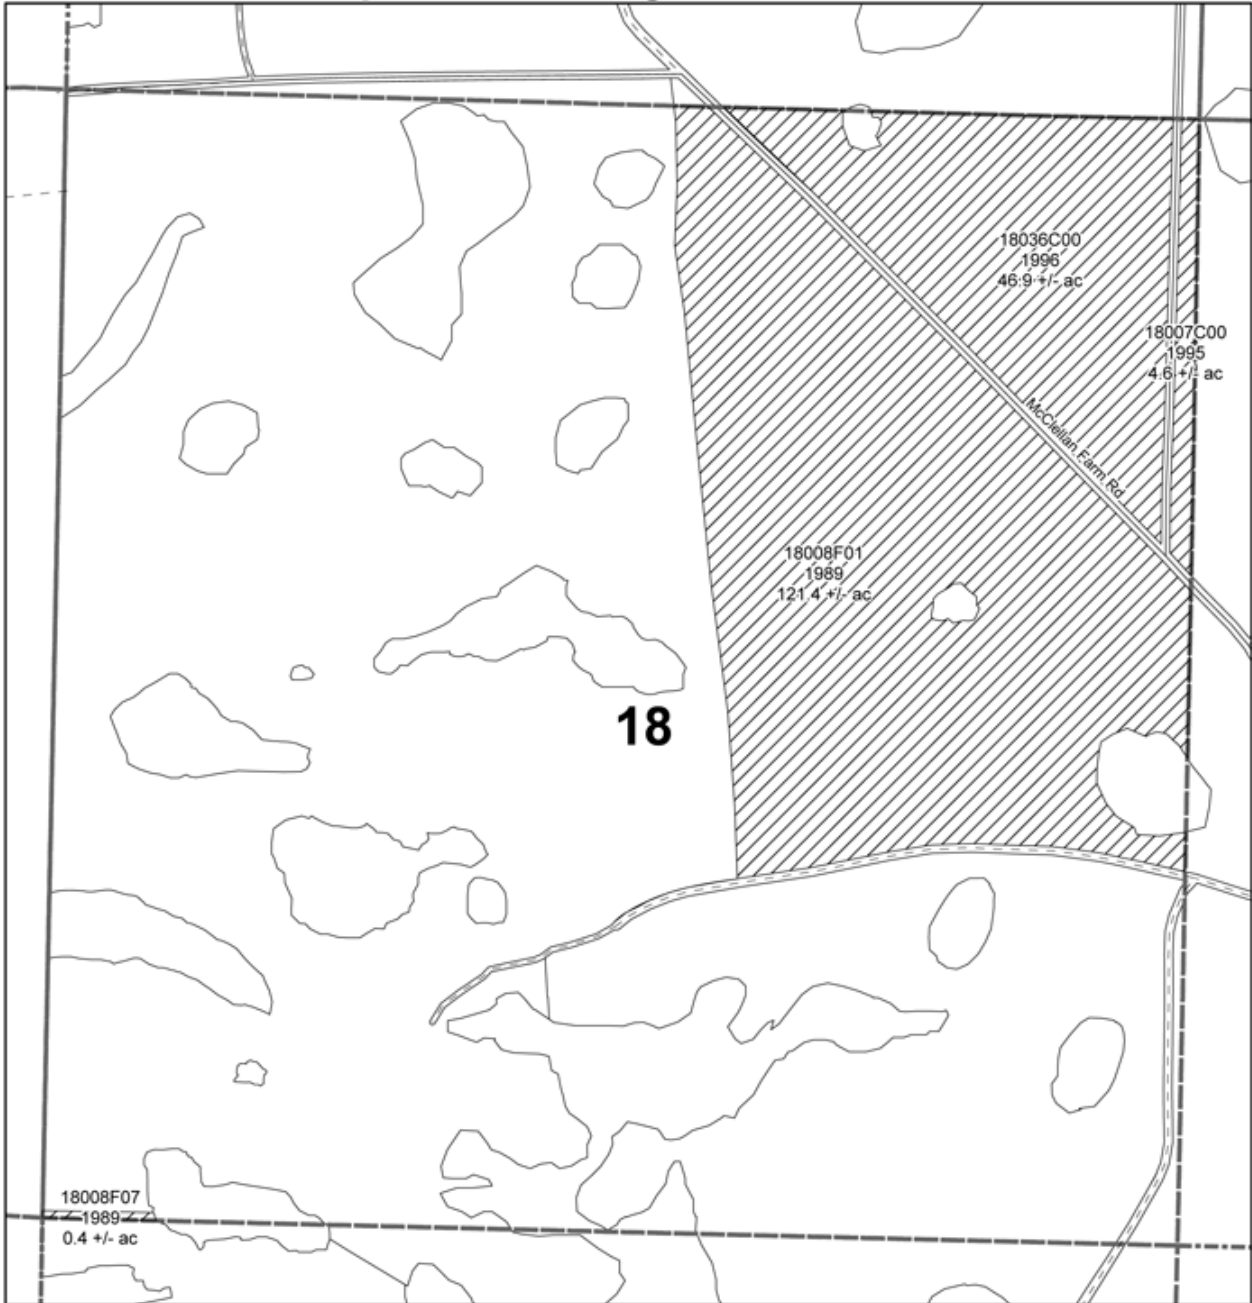 18036C00
1996
46.9 +/- ac
18007C00
1995
4.6 +/- ac
McClellan Farm Rd
18008F01
1989
121.4 +/- ac
18
18008F07
1989
0.4 +/- ac